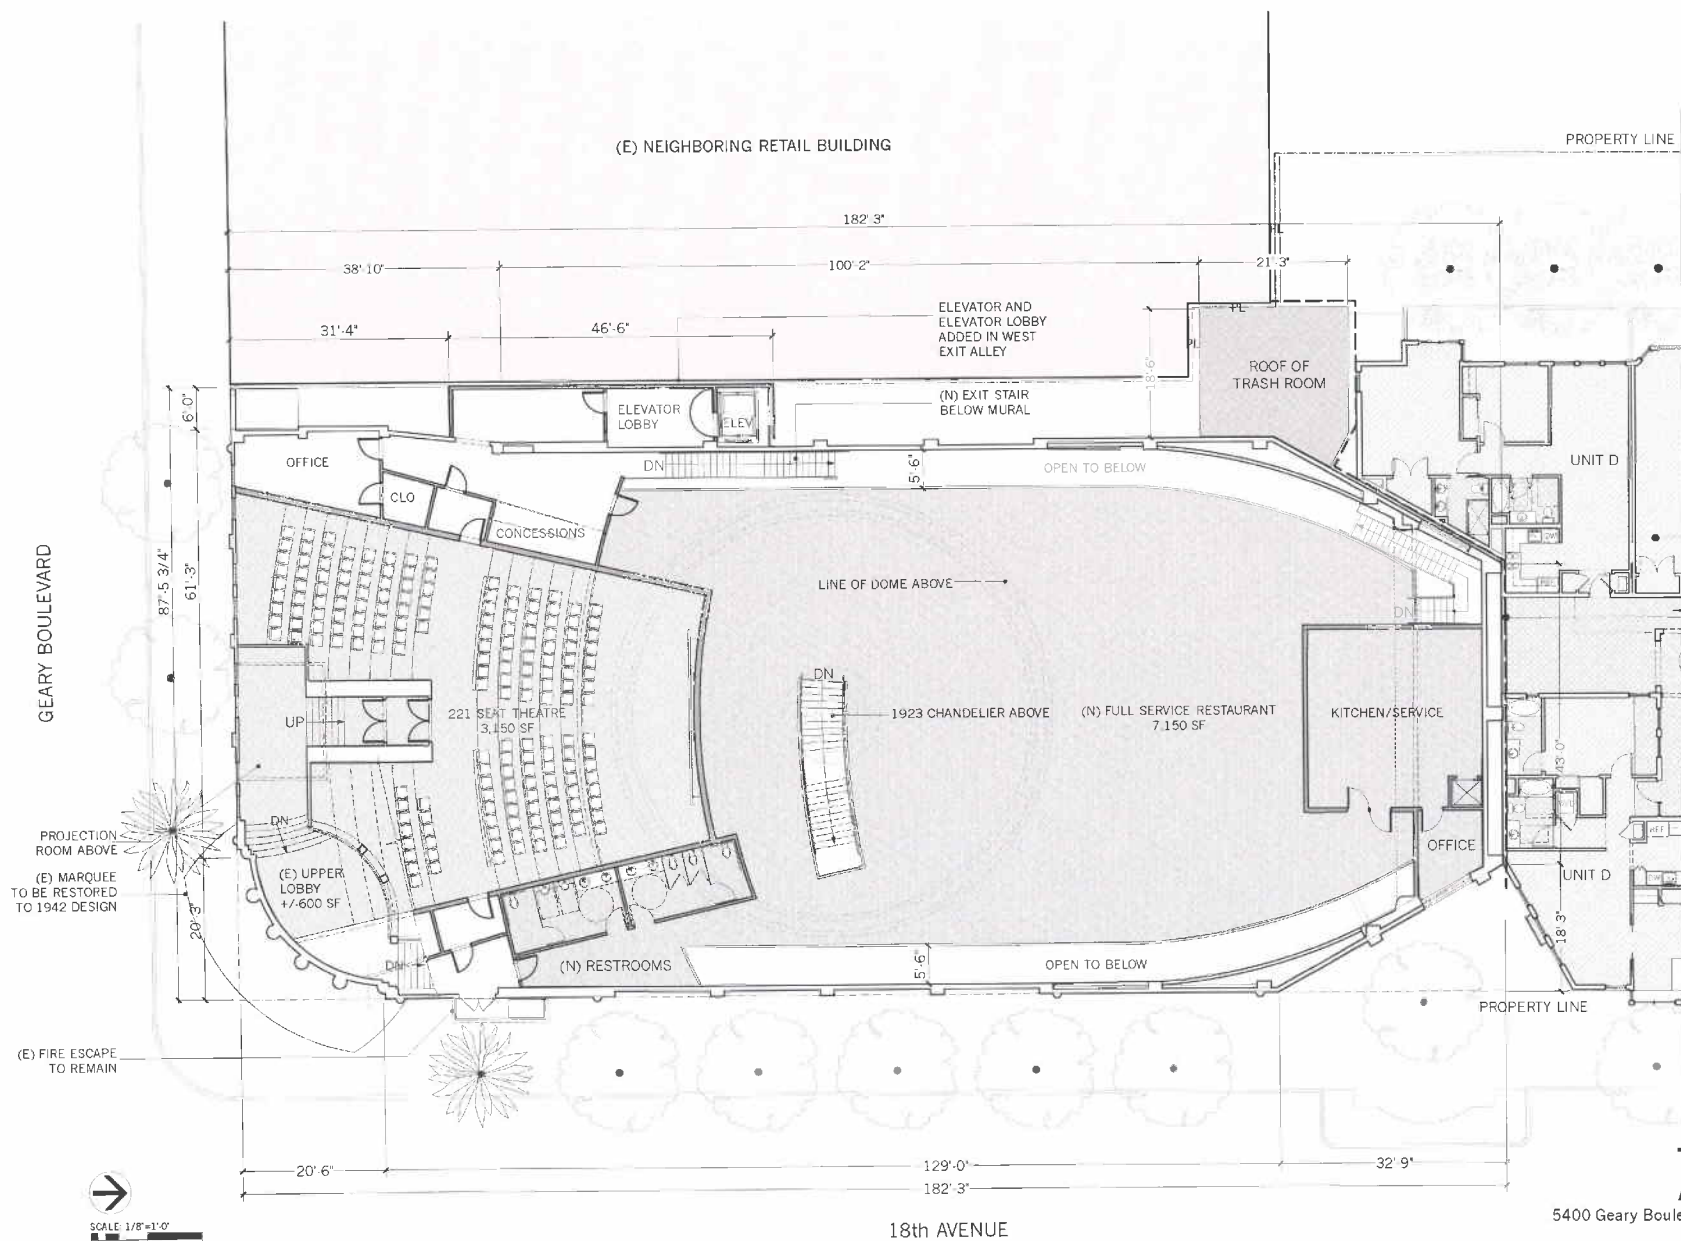 (E) NEIGHBORING RETAIL BUILDING
PROPERTY LINE
182'-3"
38'-10"
100'-2"
21'-3"
31'-4"
46'-6"
ELEVATOR AND
ELEVATOR LOBBY
ADDED IN WEST
EXIT ALLEY
PL
PL
18'-6"
ROOF OF
TRASH ROOM
(N) EXIT STAIR
BELOW MURAL
6'-0"
ELEVATOR
LOBBY
ELEV
OFFICE
DN
5'-6"
OPEN TO BELOW
UNIT D
CLO
CONCESSIONS
GEARY BOULEVARD
87'-5 3/4"
61'-3"
LINE OF DOME ABOVE
DN
DN
UP
221 SEAT THEATRE
3,150 SF
1923 CHANDELIER ABOVE
(N) FULL SERVICE RESTAURANT
7,150 SF
KITCHEN/SERVICE
43'-0"
DN
PROJECTION
ROOM ABOVE
OFFICE
(E) UPPER
LOBBY
+/-600 SF
(E) MARQUEE
TO BE RESTORED
TO 1942 DESIGN
20'-3"
UNIT D
18'-3"
DN
(N) RESTROOMS
5'-6"
OPEN TO BELOW
PROPERTY LINE
(E) FIRE ESCAPE
TO REMAIN
20'-6"
129'-0"
32'-9"
182'-3"
SCALE: 1/8"=1'-0"
18th AVENUE
5400 Geary Boule